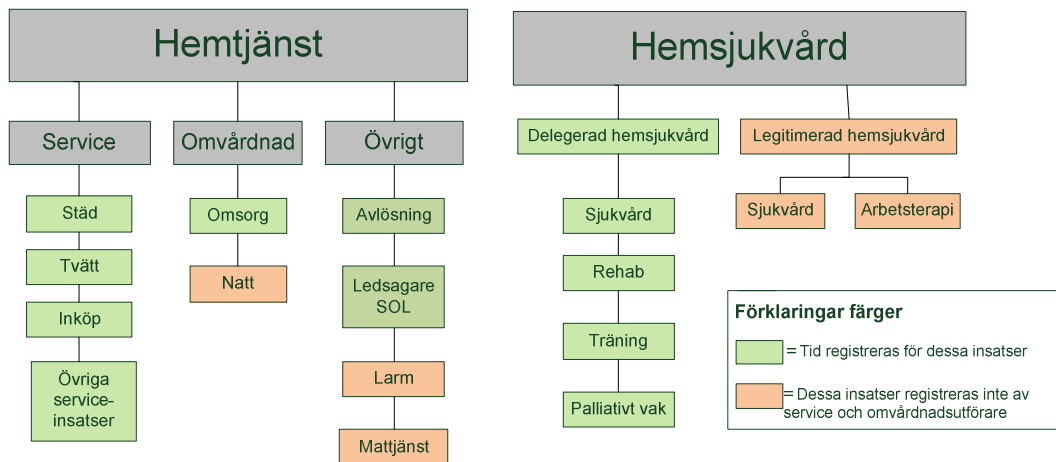 Hemtjänst
Service
Städ
Tvätt
Inköp
Övriga
service-
insatser
Omvårdnad
Omsorg
Natt
Övrigt
Avlösning
Ledsagare
SOL
Larm
Mattjänst
Hemsjukvård
Delegerad hemsjukvård
Sjukvård
Rehab
Träning
Palliativt vak
Legitimerad hemsjukvård
Sjukvård
Arbetsterapi
Förklaringar färger
= Tid registreras för dessa insatser
= Dessa insatser registreras inte av
service och omvårdnadsutförare